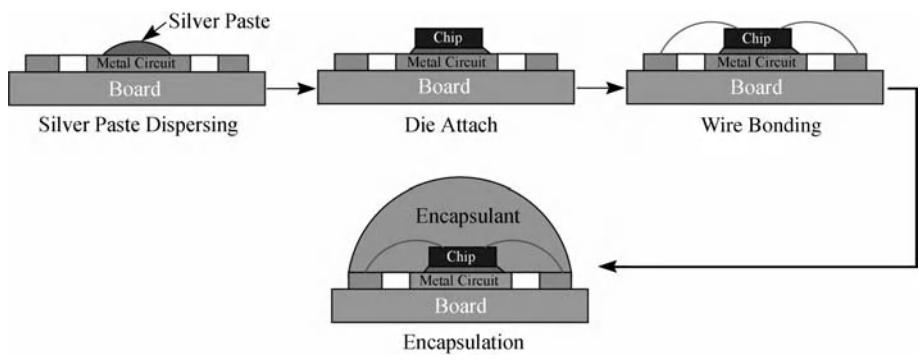 Silver Paste
Metal Circuit
Board
Silver Paste Dispersing
Chip
Metal Circuit
Board
Die Attach
Chip
Metal Circuit
Board
Wire Bonding
Encapsulant
Chip
Metal Circuit
Board
Encapsulation